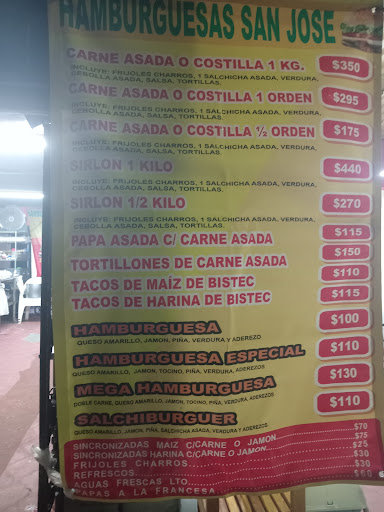 HAMBURGUESAS SAN JOSE
CARNE ASADA O COSTILLA 1 KG. $350
INCLUYE: FRIJOLES CHARROS, 1 SALCHICHA ASADA, VERDURA,
CEBOLLA ASADA, SALSA, TORTILLAS.
CARNE ASADA O COSTILLA 1 ORDEN $295
INCLUYE: FRIJOLES CHARROS, 1 SALCHICHA ASADA, VERDURA,
CEBOLLA ASADA, SALSA, TORTILLAS.
CARNE ASADA O COSTILLA ½ ORDEN $175
INCLUYE: FRIJOLES CHARROS, 1 SALCHICHA ASADA, VERDURA,
CEBOLLA ASADA, SALSA, TORTILLAS.
SIRLON 1 KILO $440
INCLUYE: FRIJOLES CHARROS, 1 SALCHICHA ASADA, VERDURA,
CEBOLLA ASADA, SALSA, TORTILLAS.
SIRLON 1/2 KILO $270
INCLUYE: FRIJOLES CHARROS, 1 SALCHICHA ASADA, VERDURA,
CEBOLLA ASADA, SALSA, TORTILLAS.
PAPA ASADA C/ CARNE ASADA $115
TORTILLONES DE CARNE ASADA $150
TACOS DE MAÍZ DE BISTEC $110
TACOS DE HARINA DE BISTEC $115
HAMBURGUESA $100
QUESO AMARILLO, JAMON, PIÑA, VERDURA Y ADEREZO
HAMBURGUESA ESPECIAL $110
QUESO AMARILLO, JAMON, TOCINO, PIÑA, VERDURA, ADEREZOS
MEGA HAMBURGUESA $130
DOBLE CARNE, QUESO AMARILLO, JAMON, TOCINO, PIÑA, VERDURA, ADEREZOS
SALCHIBURGUER $110
QUESO AMARILLO, JAMON, PIÑA, SALCHICHA ASADA, VERDURA Y ADEREZOS
SINCRONIZADAS MAIZ C/CARNE O JAMON $70
SINCRONIZADAS HARINA C/CARNE O JAMON $75
FRIJOLES CHARROS $25
REFRESCOS $30
AGUAS FRESCAS LTO $30
PAPAS A LA FRANCESA $60